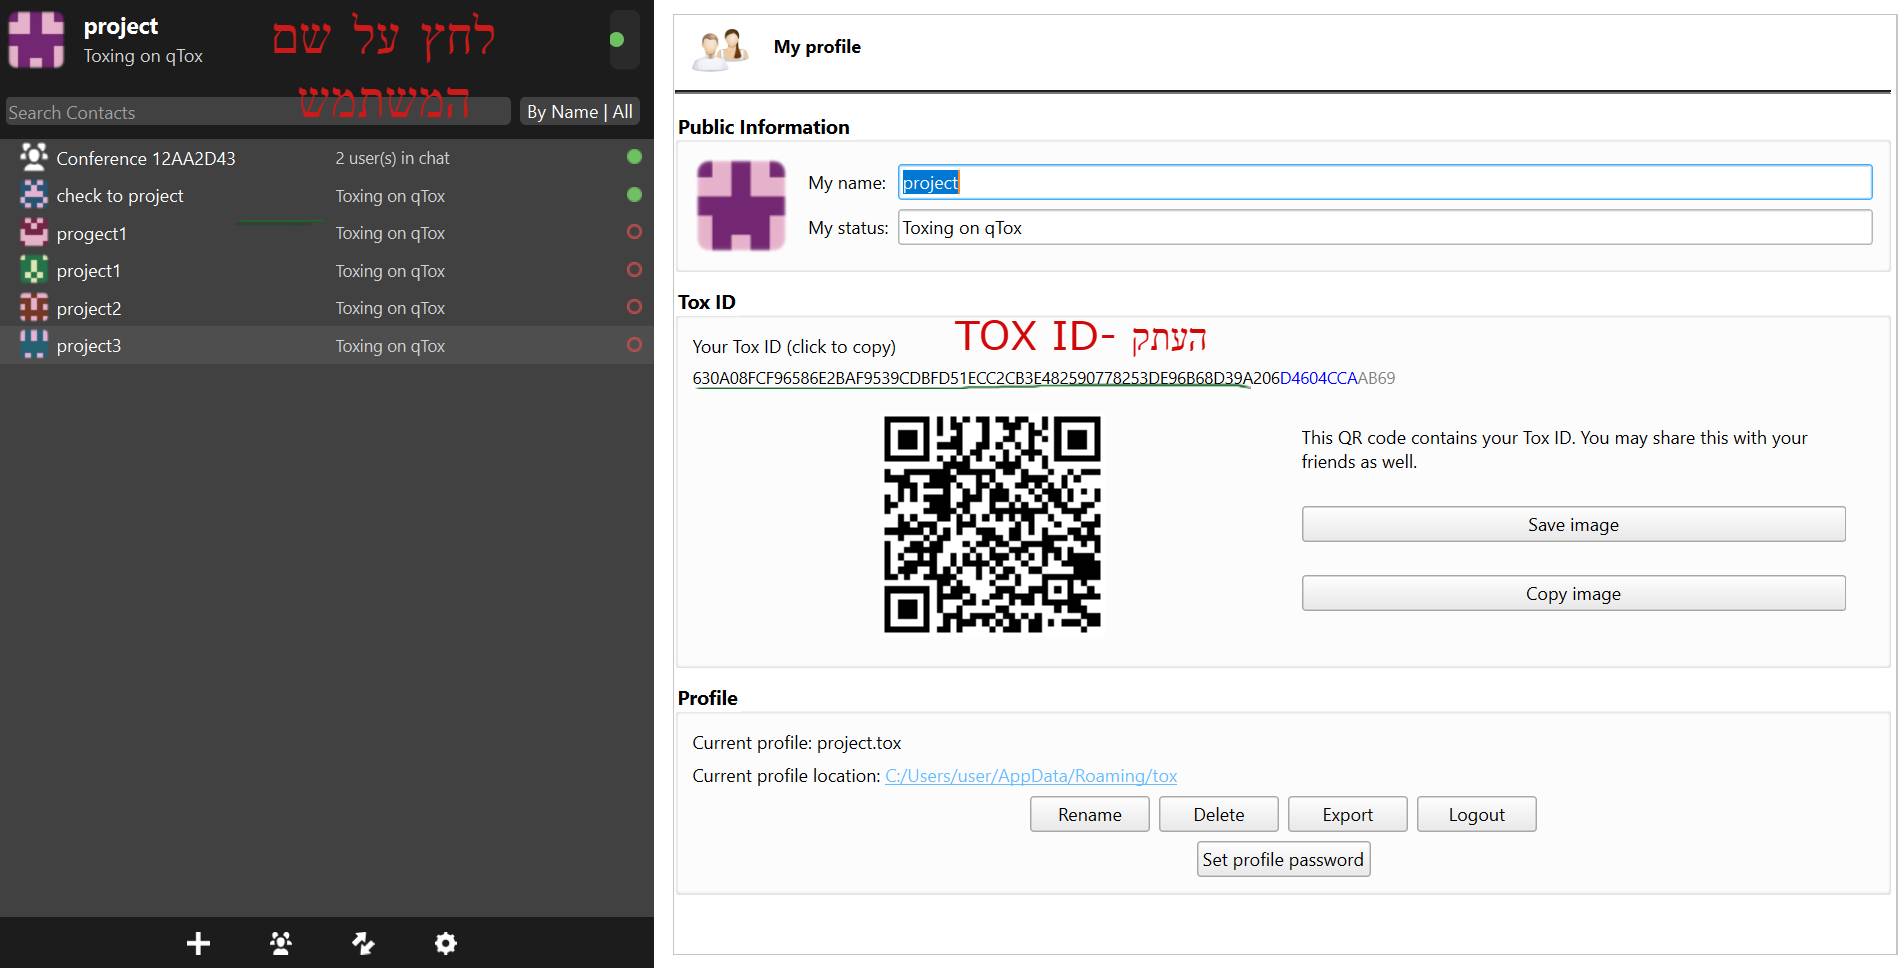 project
Toxing on qTox
לחץ על שם
המשתמש
Search Contacts
By Name | All
Conference 12AA2D43 2 user(s) in chat
check to project Toxing on qTox
progect1 Toxing on qTox
project1 Toxing on qTox
project2 Toxing on qTox
project3 Toxing on qTox
My profile
Public Information
My name: project
My status: Toxing on qTox
Tox ID
TOX ID- העתק
Your Tox ID (click to copy)
630A08FCF96586E2BAF9539CDBFD51ECC2CB3E482590778253DE96B68D39A206D4604CCAAB69
This QR code contains your Tox ID. You may share this with your
friends as well.
Save image
Copy image
Profile
Current profile: project.tox
Current profile location: C:/Users/user/AppData/Roaming/tox
Rename Delete Export Logout
Set profile password